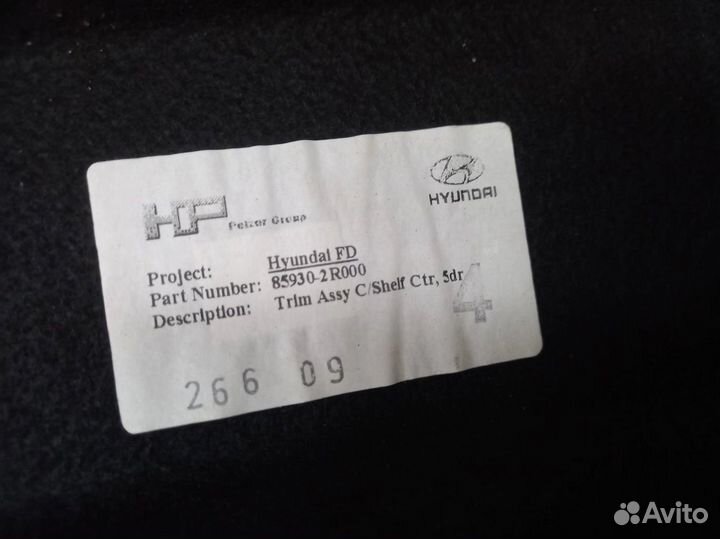 HP
Pelzer Group
HYUNDAI
Project: Hyundai FD
Part Number: 85930-2R000
Description: Trim Assy C/Shelf Ctr, 5dr
4
266 09
Avito